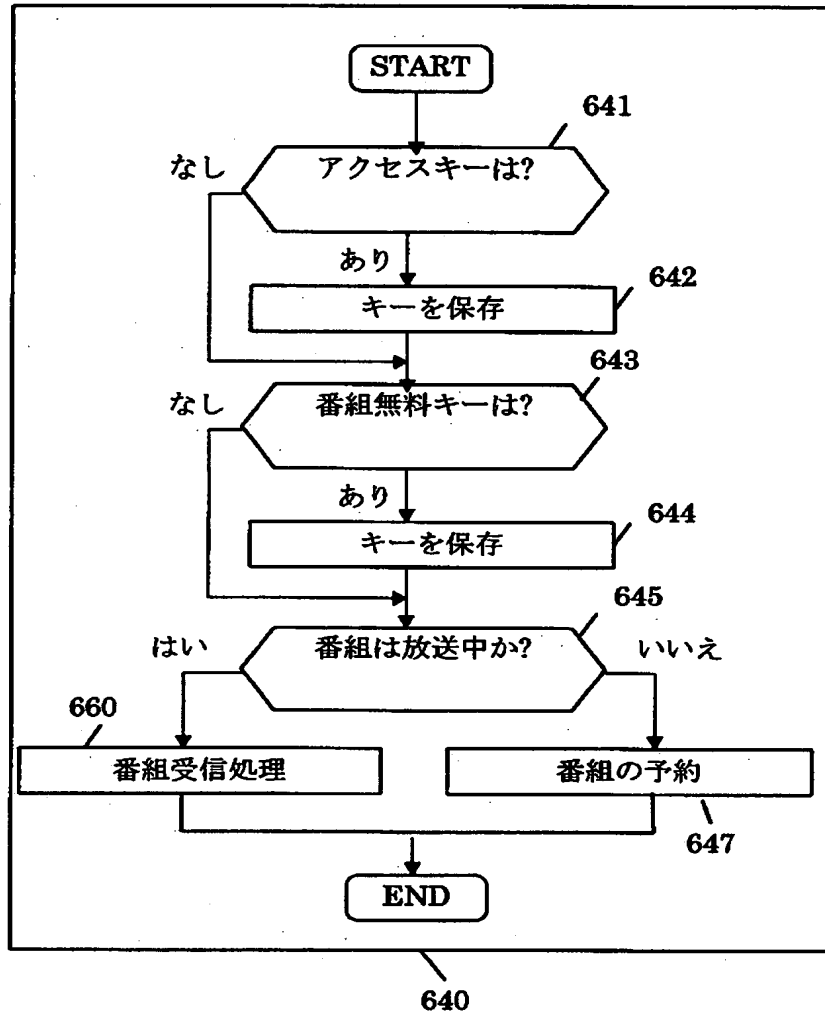 START
641
アクセスキーは?
なし
あり
642
キーを保存
643
番組無料キーは?
なし
あり
644
キーを保存
645
番組は放送中か?
はい
いいえ
660
番組受信処理
番組の予約
647
END
640